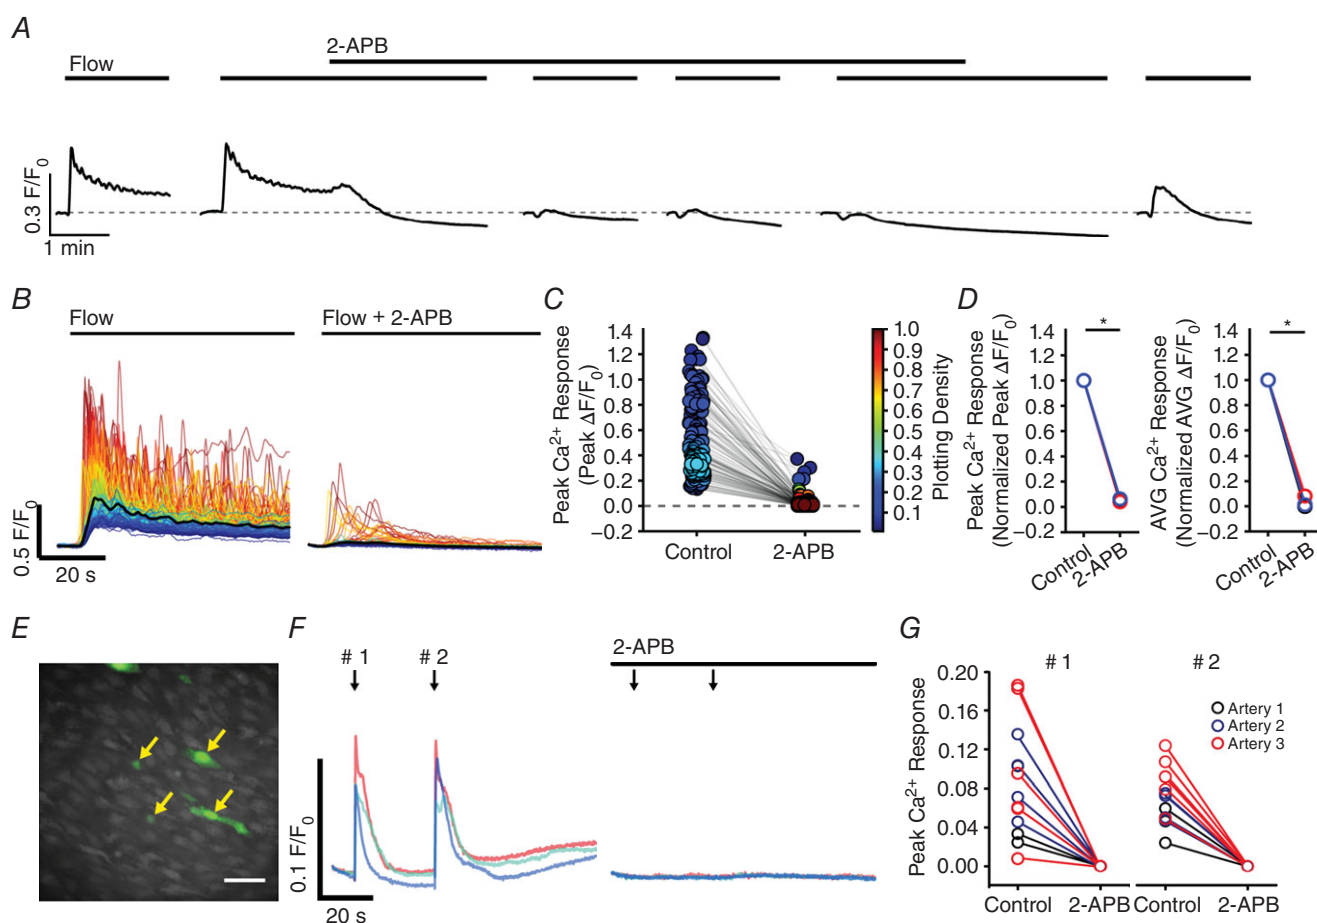 A
2-APB
Flow
0.3 F/F0
1 min
B
Flow
Flow + 2-APB
0.5 F/F0
20 s
C
Peak Ca2+ Response
(Peak ΔF/F0)
1.4
1.2
1.0
0.8
0.6
0.4
0.2
0.0
−0.2
Control
2-APB
1.0
0.9
0.8
0.7
0.6
0.5
0.4
0.3
0.2
0.1
Plotting Density
D
Peak Ca2+ Response
(Normalized Peak ΔF/F0)
1.4
1.2
1.0
0.8
0.6
0.4
0.2
0.0
−0.2
*
Control
2-APB
AVG Ca2+ Response
(Normalized AVG ΔF/F0)
1.4
1.2
1.0
0.8
0.6
0.4
0.2
0.0
−0.2
*
Control
2-APB
E
F
# 1
# 2
2-APB
0.1 F/F0
20 s
G
# 1
# 2
Peak Ca2+ Response
0.20
0.16
0.12
0.08
0.04
0.00
Artery 1
Artery 2
Artery 3
Control
2-APB
Control
2-APB